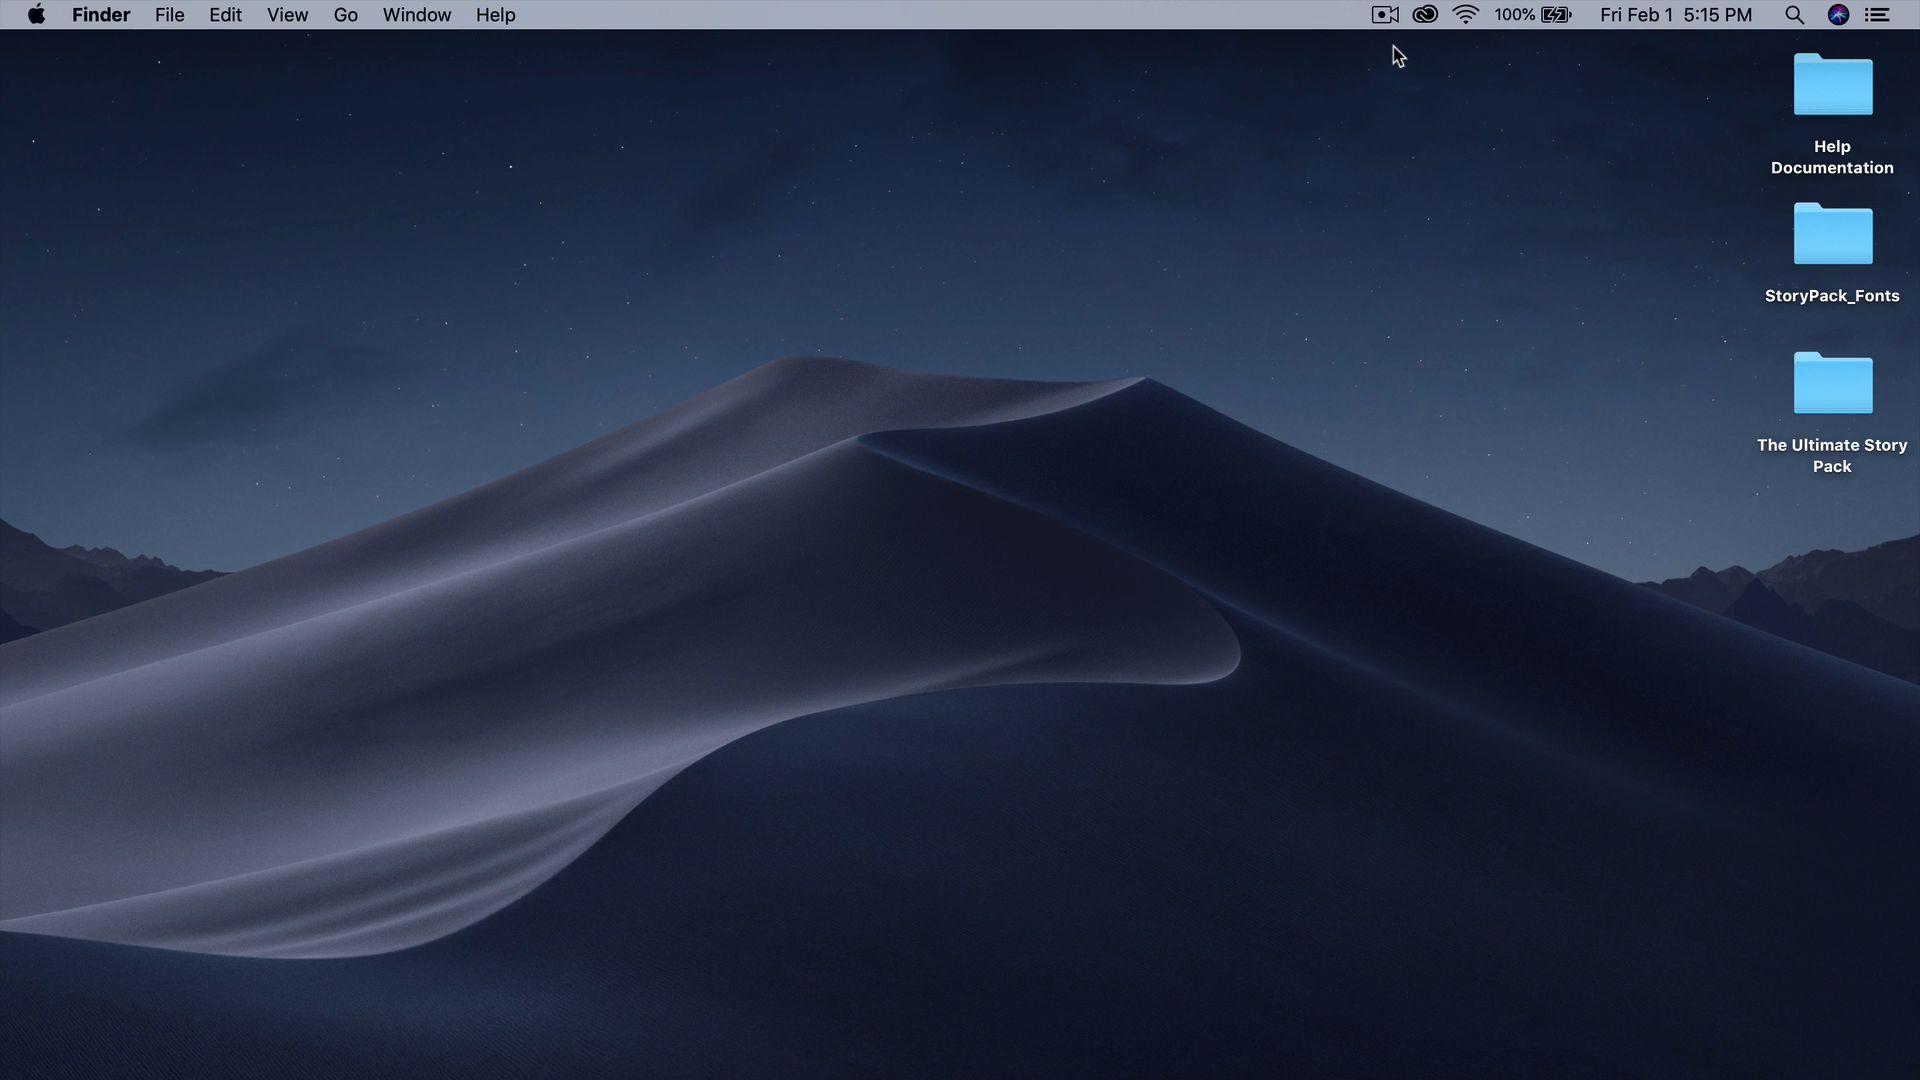 Finder File Edit View Go Window Help 100% Fri Feb 1 5:15 PM
Help
Documentation
StoryPack_Fonts
The Ultimate Story
Pack